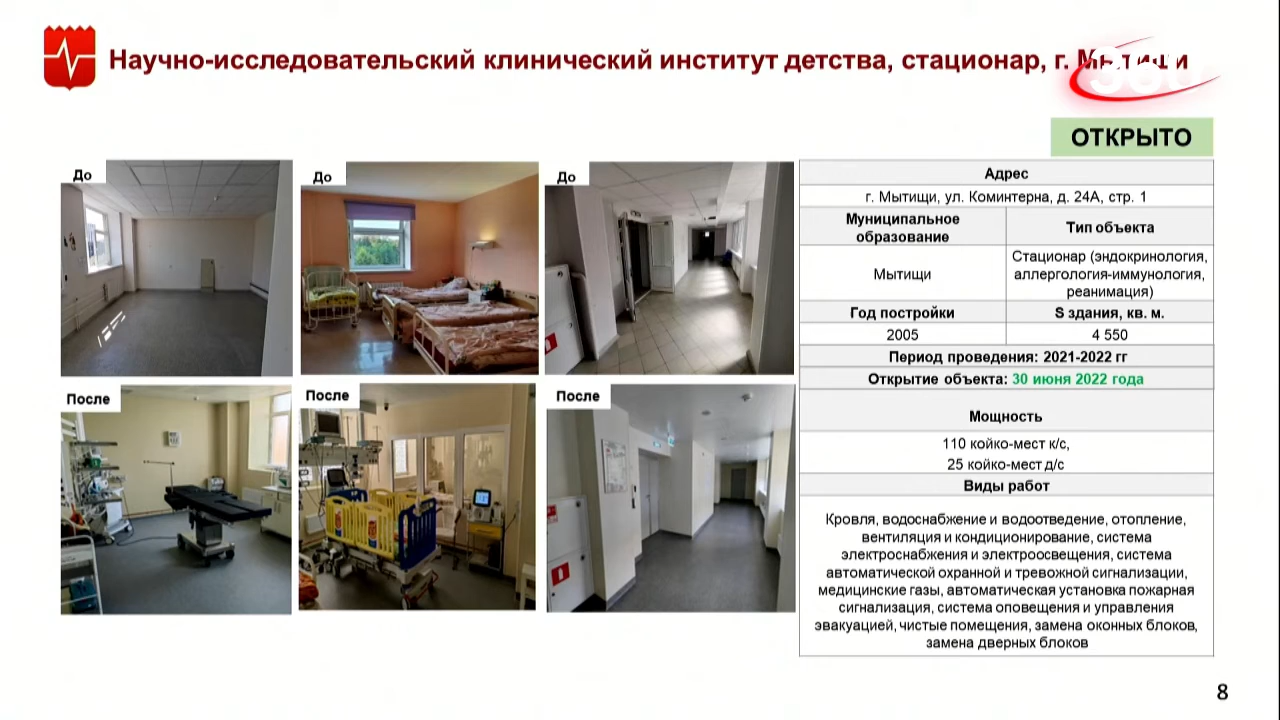 Научно-исследовательский клинический институт детства, стационар, г. Мытищи
360
ОТКРЫТО
До
До
До
После
После
После
Адрес
г. Мытищи, ул. Коминтерна, д. 24А, стр. 1
Муниципальное
образование
Тип объекта
Мытищи
Стационар (эндокринология,
аллергология-иммунология,
реанимация)
Год постройки
S здания, кв. м.
2005
4 550
Период проведения: 2021-2022 гг
Открытие объекта: 30 июня 2022 года
Мощность
110 койко-мест к/с,
25 койко-мест д/с
Виды работ
Кровля, водоснабжение и водоотведение, отопление,
вентиляция и кондиционирование, система
электроснабжения и электроосвещения, система
автоматической охранной и тревожной сигнализации,
медицинские газы, автоматическая установка пожарная
сигнализация, система оповещения и управления
эвакуацией, чистые помещения, замена оконных блоков,
замена дверных блоков
8